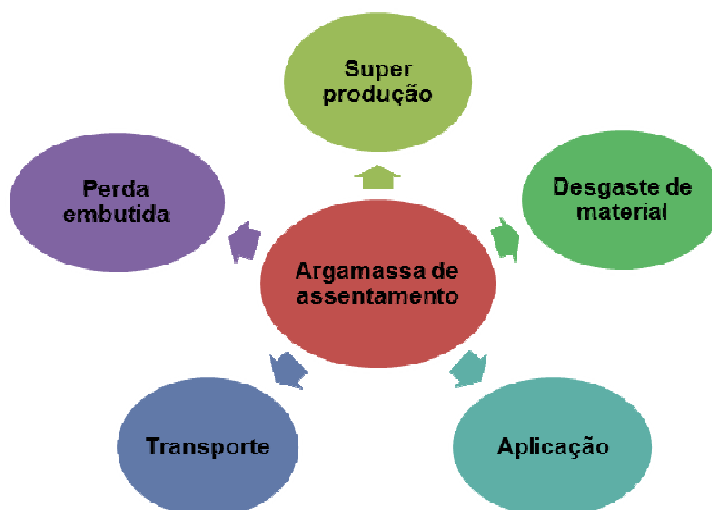 Super
produção
Perda
embutida
Desgaste de
material
Argamassa de
assentamento
Transporte
Aplicação